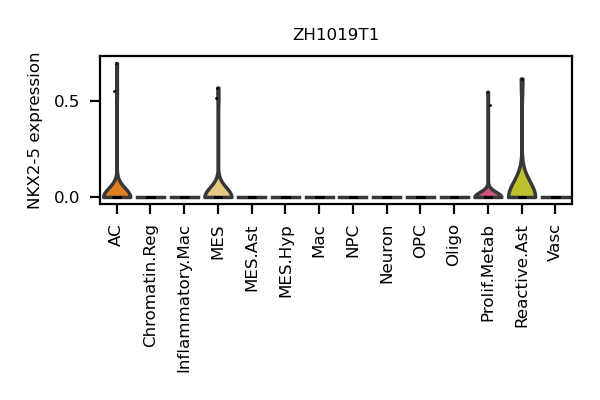 ZH1019T1
NKX2-5 expression
0.5
0.0
AC
Chromatin.Reg
Inflammatory.Mac
MES
MES.Ast
MES.Hyp
Mac
NPC
Neuron
OPC
Oligo
Prolif.Metab
Reactive.Ast
Vasc